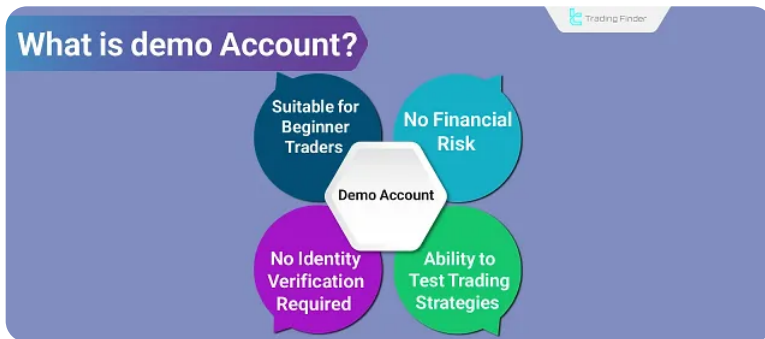 Trading Finder
What is demo Account?
Suitable for
Beginner
Traders
No Financial
Risk
Demo Account
No Identity
Verification
Required
Ability to
Test Trading
Strategies